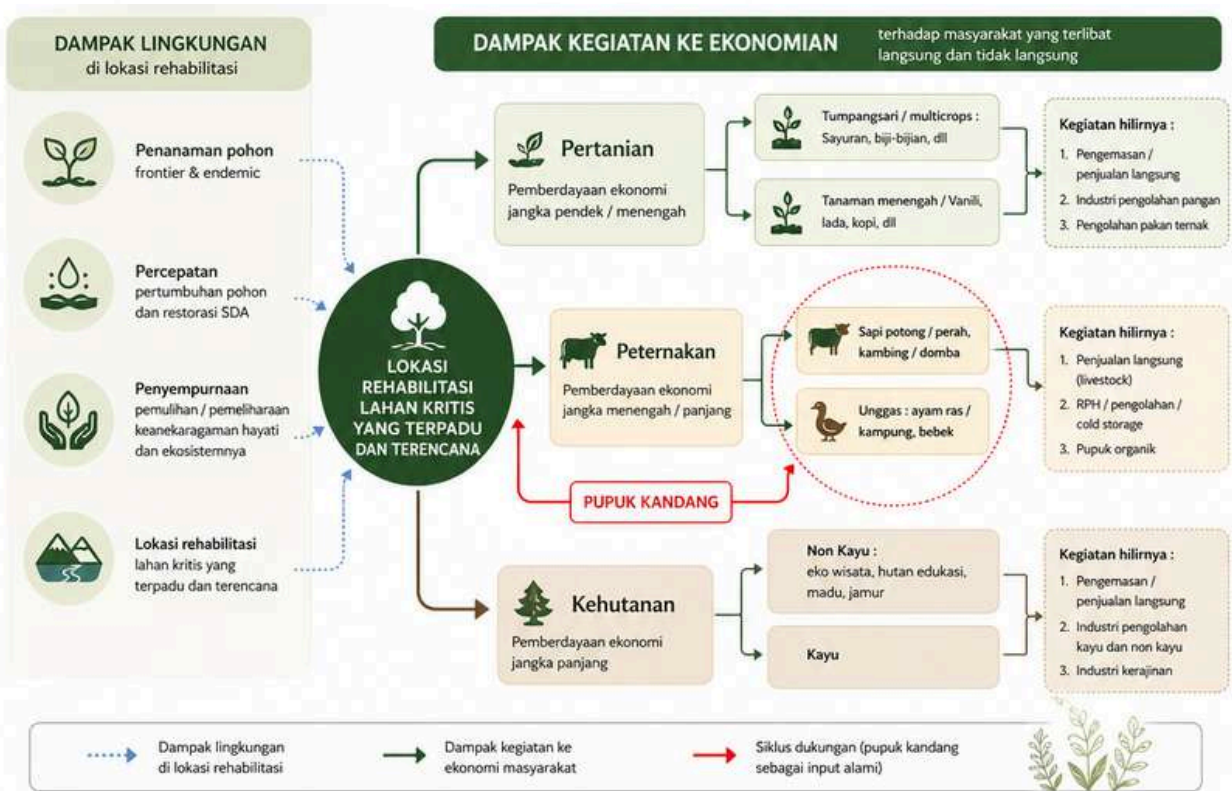 DAMPAK LINGKUNGAN
di lokasi rehabilitasi
Penanaman pohon
frontier & endemic
Percepatan
pertumbuhan pohon
dan restorasi SDA
Penyempurnaan
pemulihan / pemeliharaan
keanekaragaman hayati
dan ekosistemnya
Lokasi rehabilitasi
lahan kritis yang
terpadu dan terencana
LOKASI
REHABILITASI
LAHAN KRITIS
YANG TERPADU
DAN TERENCANA
DAMPAK KEGIATAN KE EKONOMIAN
terhadap masyarakat yang terlibat
langsung dan tidak langsung
Pertanian
Pemberdayaan ekonomi
jangka pendek / menengah
Tumpangsari / multicrops :
Sayuran, biji-bijian, dll
Tanaman menengah / Vanili,
lada, kopi, dll
Kegiatan hilirnya :
1. Pengemasan /
penjualan langsung
2. Industri pengolahan pangan
3. Pengolahan pakan ternak
Peternakan
Pemberdayaan ekonomi
jangka menengah / panjang
Sapi potong / perah,
kambing / domba
Unggas : ayam ras /
kampung, bebek
Kegiatan hilirnya :
1. Penjualan langsung
(livestock)
2. RPH / pengolahan /
cold storage
3. Pupuk organik
PUPUK KANDANG
Kehutanan
Pemberdayaan ekonomi
jangka panjang
Non Kayu :
eko wisata, hutan edukasi,
madu, jamur
Kayu
Kegiatan hilirnya :
1. Pengemasan /
penjualan langsung
2. Industri pengolahan
kayu dan non kayu
3. Industri kerajinan
Dampak lingkungan
di lokasi rehabilitasi
Dampak kegiatan ke
ekonomi masyarakat
Siklus dukungan (pupuk kandang
sebagai input alami)